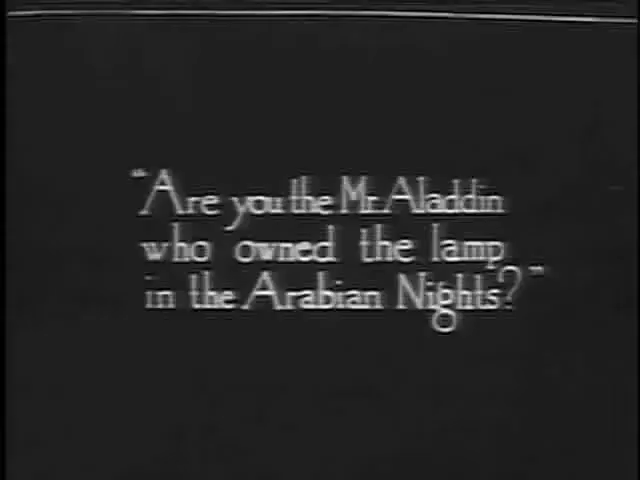 "Are you the Mr. Aladdin
who owned the lamp
in the Arabian Nights?"